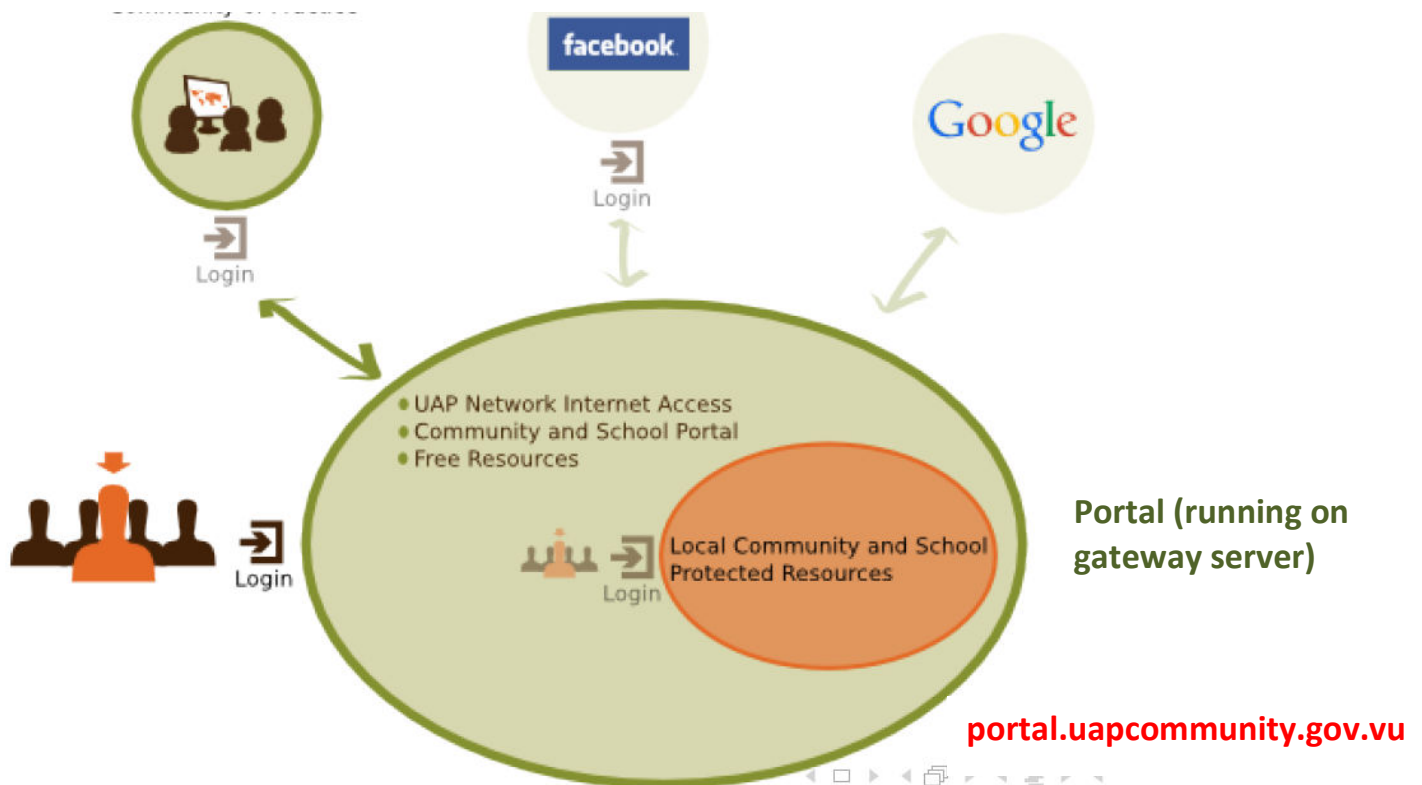 facebook
Google
Login
Login
UAP Network Internet Access
Community and School Portal
Free Resources
Login
Local Community and School
Protected Resources
Login
Portal (running on
gateway server)
portal.uapcommunity.gov.vu